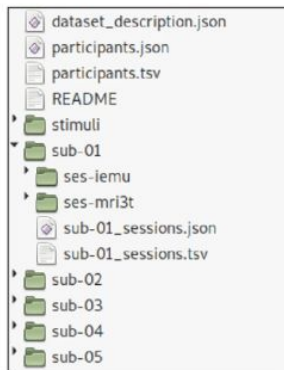 dataset_description.json
participants.json
participants.tsv
README
stimuli
sub-01
ses-iemu
ses-mri3t
sub-01_sessions.json
sub-01_sessions.tsv
sub-02
sub-03
sub-04
sub-05